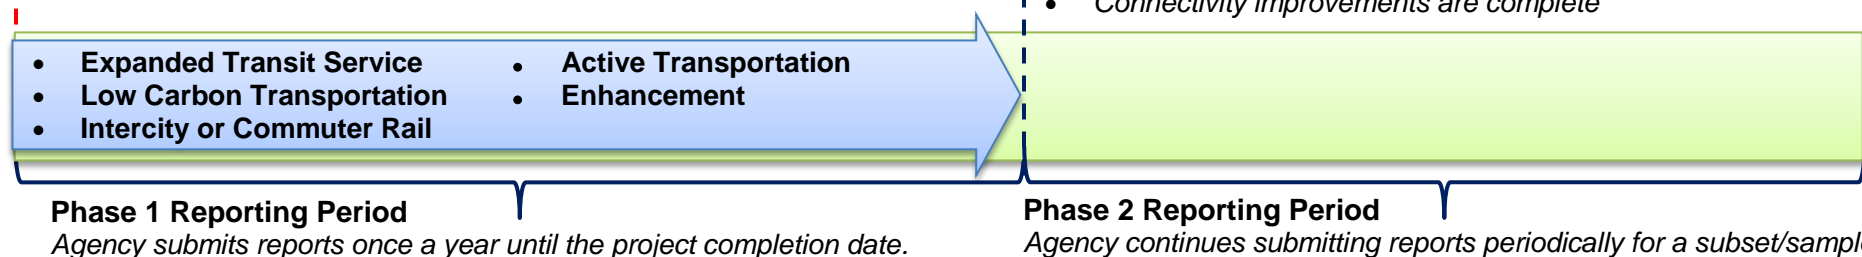 • Connectivity improvements are complete
• Expanded Transit Service
• Low Carbon Transportation
• Intercity or Commuter Rail
• Active Transportation
• Enhancement
Phase 1 Reporting Period
Agency submits reports once a year until the project completion date.
Phase 2 Reporting Period
Agency continues submitting reports periodically for a subset/sample